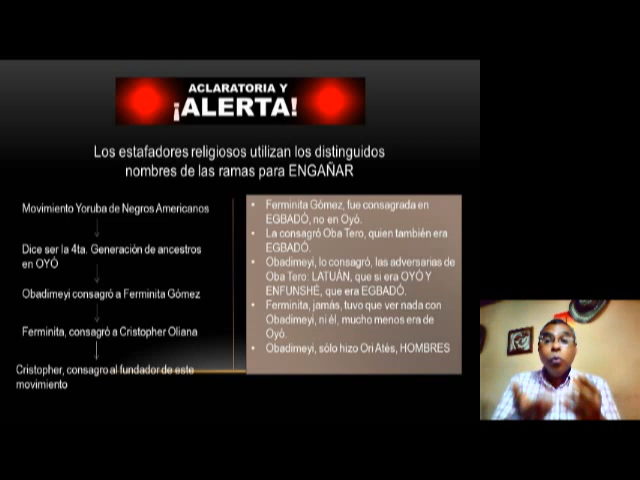 ACLARATORIA Y
¡ALERTA!
Los estafadores religiosos utilizan los distinguidos
nombres de las ramas para ENGAÑAR
Movimiento Yoruba de Negros Americanos
Dice ser la 4ta. Generación de ancestros
en OYÓ
Obadimeyi consagró a Ferminita Gómez
Ferminita, consagró a Cristopher Oliana
Cristopher, consagro al fundador de este
movimiento
• Ferminita Gómez, fue consagrada en
EGBADÓ, no en Oyó.
• La consagró Oba Tero, quien también era
EGBADÓ.
• Obadimeyi, lo consagró, las adversarias de
Oba Tero: LATUÁN, que si era OYÓ Y
ENFUNSHÉ, que era EGBADÓ.
• Ferminita, jamás, tuvo que ver nada con
Obadimeyi, ni él, mucho menos era de
Oyó.
• Obadimeyi, sólo hizo Ori Atés, HOMBRES